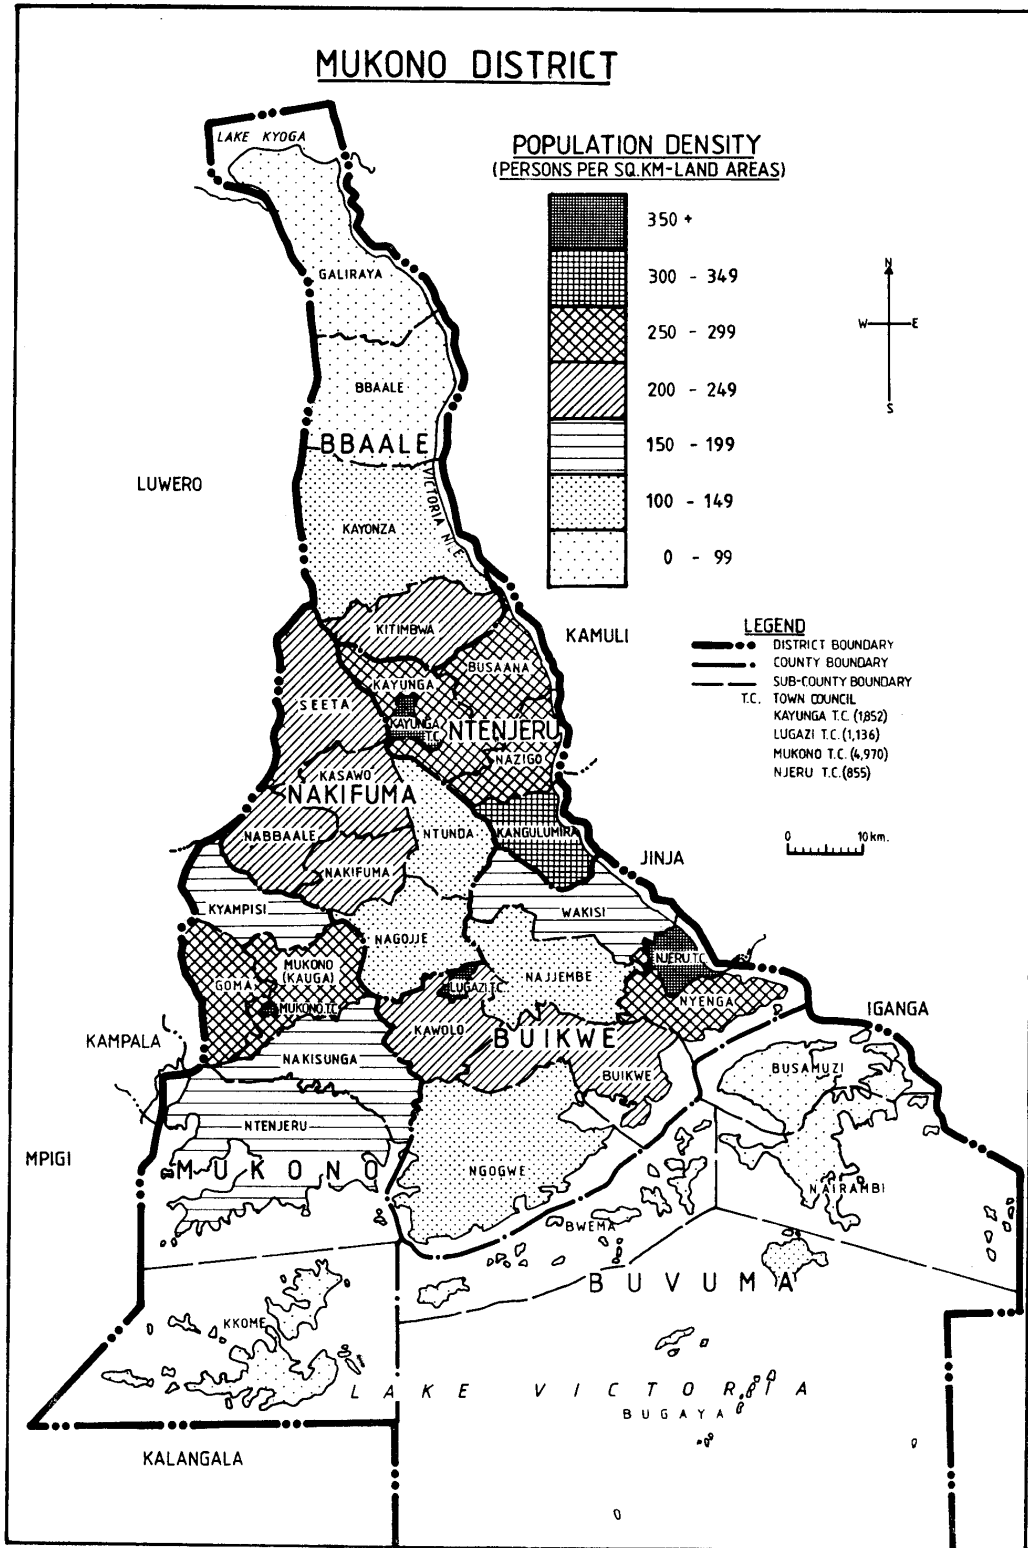 MUKONO DISTRICT
LAKE KYOGA
POPULATION DENSITY
(PERSONS PER SQ.KM-LAND AREAS)
350 +
300 - 349
250 - 299
200 - 249
150 - 199
100 - 149
0 - 99
N
W E
S
GALIRAYA
BBAALE
BBAALE
LUWERO
VICTORIA
KAYONZA
KITIMBWA
KAMULI
LEGEND
DISTRICT BOUNDARY
COUNTY BOUNDARY
SUB-COUNTY BOUNDARY
T.C. TOWN COUNCIL
KAYUNGA T.C. (1,852)
LUGAZI T.C. (1,136)
MUKONO T.C. (4,970)
NJERU T.C. (855)
0 10 km.
BUSAANA
KAYUNGA
SEETA
KAYUNGA
T.C
NTENJERU
NAZIGO
KASAWO
NAKIFUMA
NABBAALE
NTUNDA
KANGULUMIRA
NAKIFUMA
JINJA
KYAMPISI
WAKISI
NAGOJJE
MUKONO
(KAUGA)
GOMA
NJERU T.C
NAJJEMBE
LUGAZI T.C
NYENGA
MUKONO T.C
IGANGA
KAMPALA
KAWOLO
BUIKWE
NAKISUNGA
BUIKWE
BUSAMUZI
NTENJERU
MPIGI
MUKONO
NGOGWE
NAIRAMBI
BWEMA
BUVUMA
KKOME
LAKE VICTORIA
BUGAYA
KALANGALA